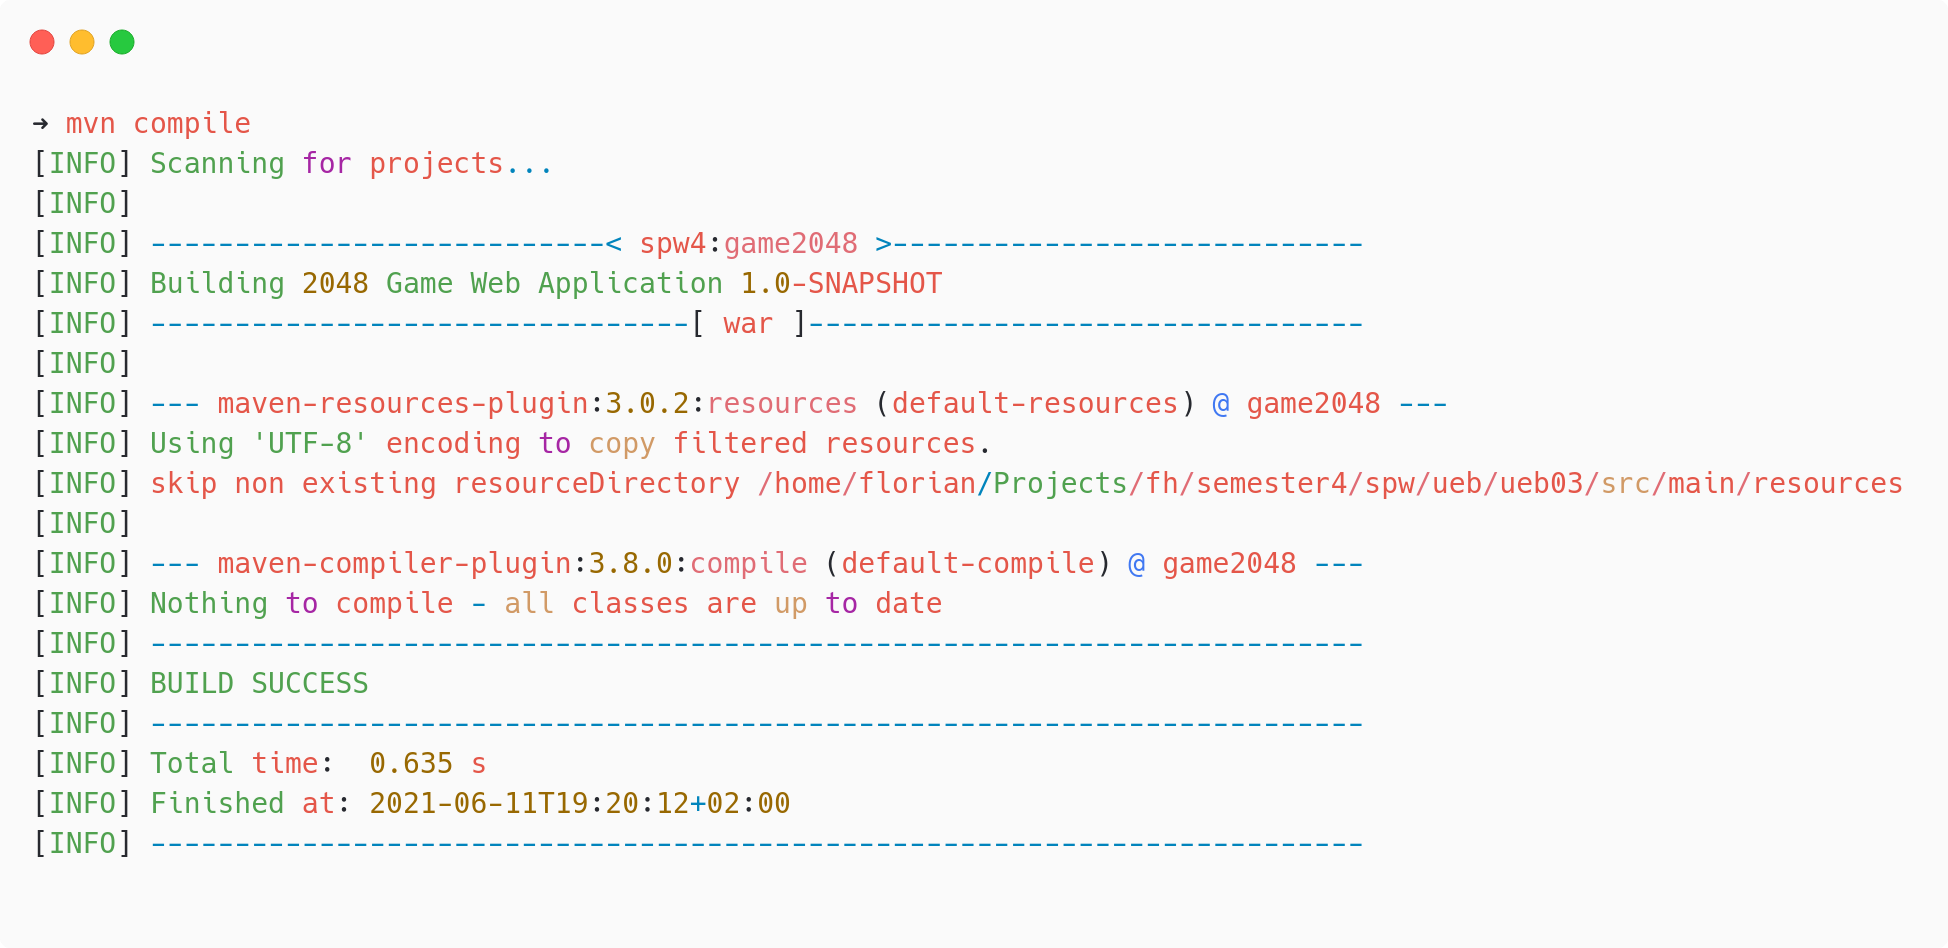 ➜ mvn compile
[INFO] Scanning for projects...
[INFO]
[INFO] ---------------------------< spw4:game2048 >----------------------------
[INFO] Building 2048 Game Web Application 1.0-SNAPSHOT
[INFO] --------------------------------[ war ]---------------------------------
[INFO]
[INFO] --- maven-resources-plugin:3.0.2:resources (default-resources) @ game2048 ---
[INFO] Using 'UTF-8' encoding to copy filtered resources.
[INFO] skip non existing resourceDirectory /home/florian/Projects/fh/semester4/spw/ueb/ueb03/src/main/resources
[INFO]
[INFO] --- maven-compiler-plugin:3.8.0:compile (default-compile) @ game2048 ---
[INFO] Nothing to compile - all classes are up to date
[INFO] ------------------------------------------------------------------------
[INFO] BUILD SUCCESS
[INFO] ------------------------------------------------------------------------
[INFO] Total time:  0.635 s
[INFO] Finished at: 2021-06-11T19:20:12+02:00
[INFO] ------------------------------------------------------------------------